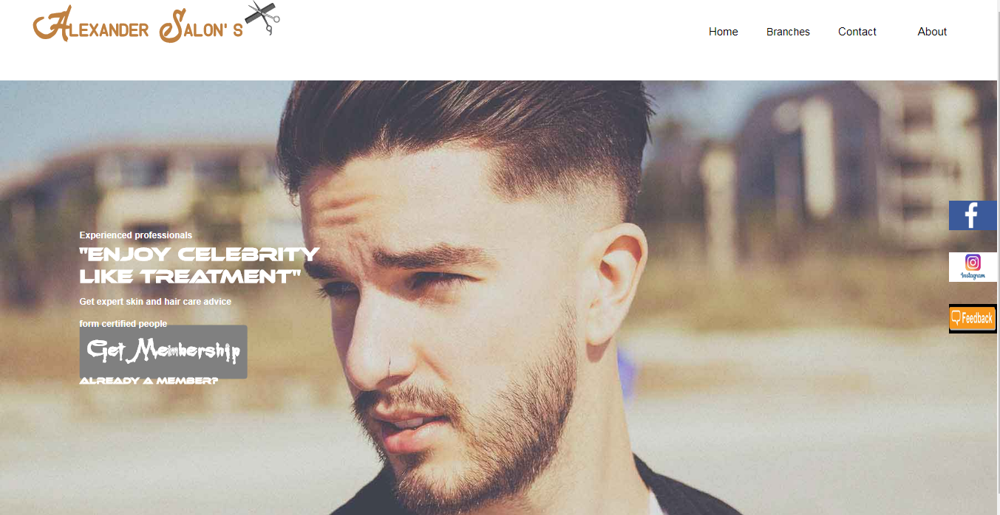 Alexander Salon' s
Home Branches Contact About
Experienced professionals
"ENJOY CELEBRITY
LIKE TREATMENT"
Get expert skin and hair care advice
form certified people
Get Membership
ALREADY A MEMBER?
f
Instagram
Feedback